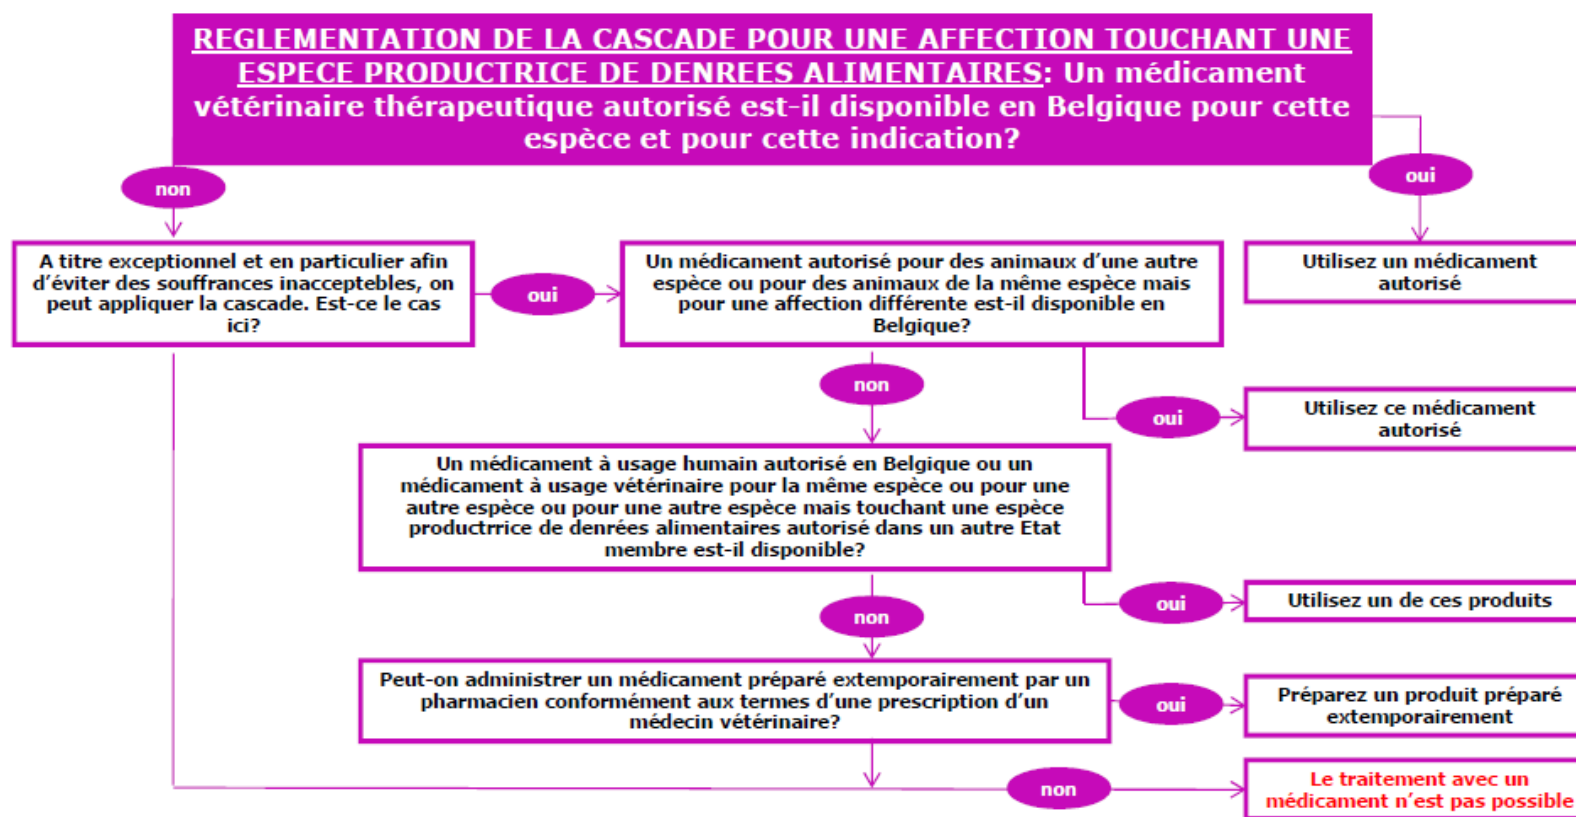 REGLEMENTATION DE LA CASCADE POUR UNE AFFECTION TOUCHANT UNE
ESPECE PRODUCTRICE DE DENREES ALIMENTAIRES: Un médicament
vétérinaire thérapeutique autorisé est-il disponible en Belgique pour cette
espèce et pour cette indication?
non
oui
A titre exceptionnel et en particulier afin
d’éviter des souffrances inacceptebles, on
peut appliquer la cascade. Est-ce le cas
ici?
oui
Un médicament autorisé pour des animaux d’une autre
espèce ou pour des animaux de la même espèce mais
pour une affection différente est-il disponible en
Belgique?
Utilisez un médicament
autorisé
non
oui
Utilisez ce médicament
autorisé
Un médicament à usage humain autorisé en Belgique ou un
médicament à usage vétérinaire pour la même espèce ou pour une
autre espèce ou pour une autre espèce mais touchant une espèce
productrrice de denrées alimentaires autorisé dans un autre Etat
membre est-il disponible?
non
oui
Utilisez un de ces produits
Peut-on administrer un médicament préparé extemporairement par un
pharmacien conformément aux termes d’une prescription d’un
médecin vétérinaire?
oui
Préparez un produit préparé
extemporairement
non
Le traitement avec un
médicament n’est pas possible